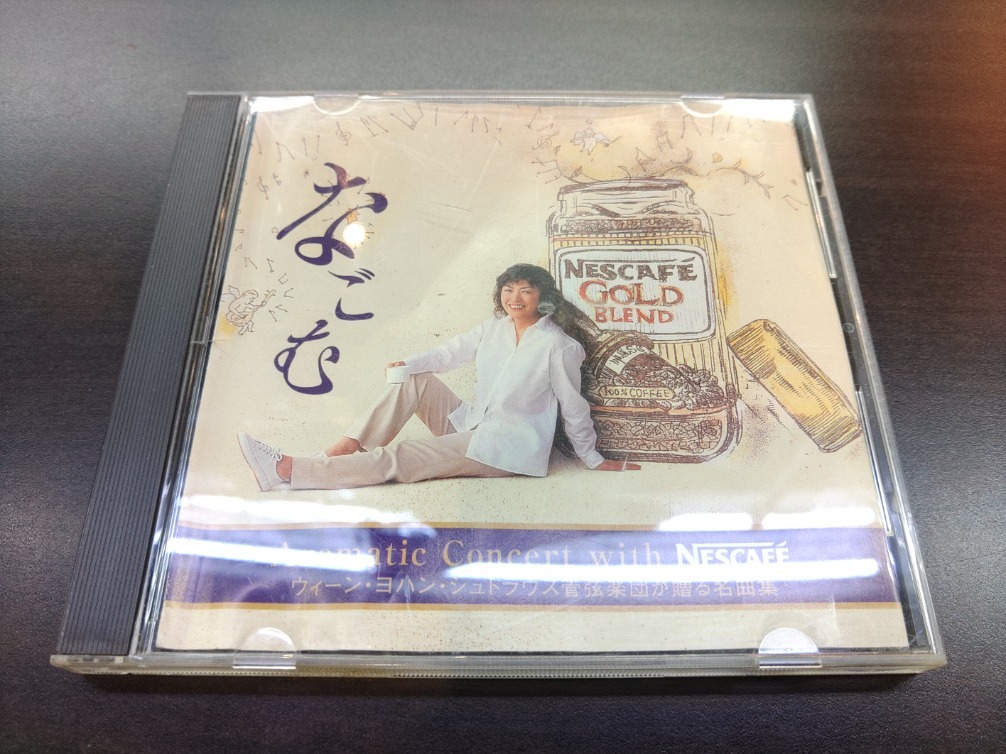 なごむ
NESCAFÉ
GOLD
BLEND
100% COFFEE
Aromatic Concert with NESCAFÉ
ウィーン・ヨハン・シュトラウス管弦楽団が贈る名曲集